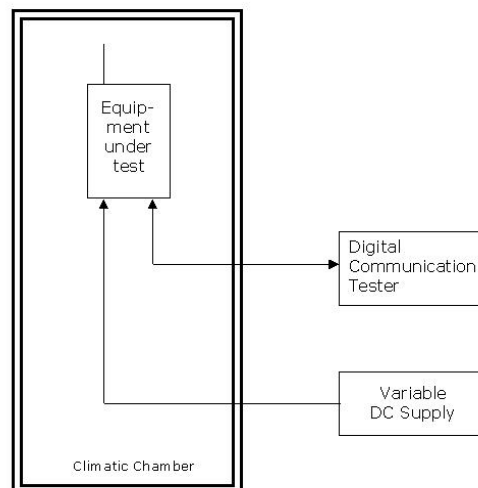 Equip-
ment
under
test
Digital
Communication
Tester
Variable
DC Supply
Climatic Chamber